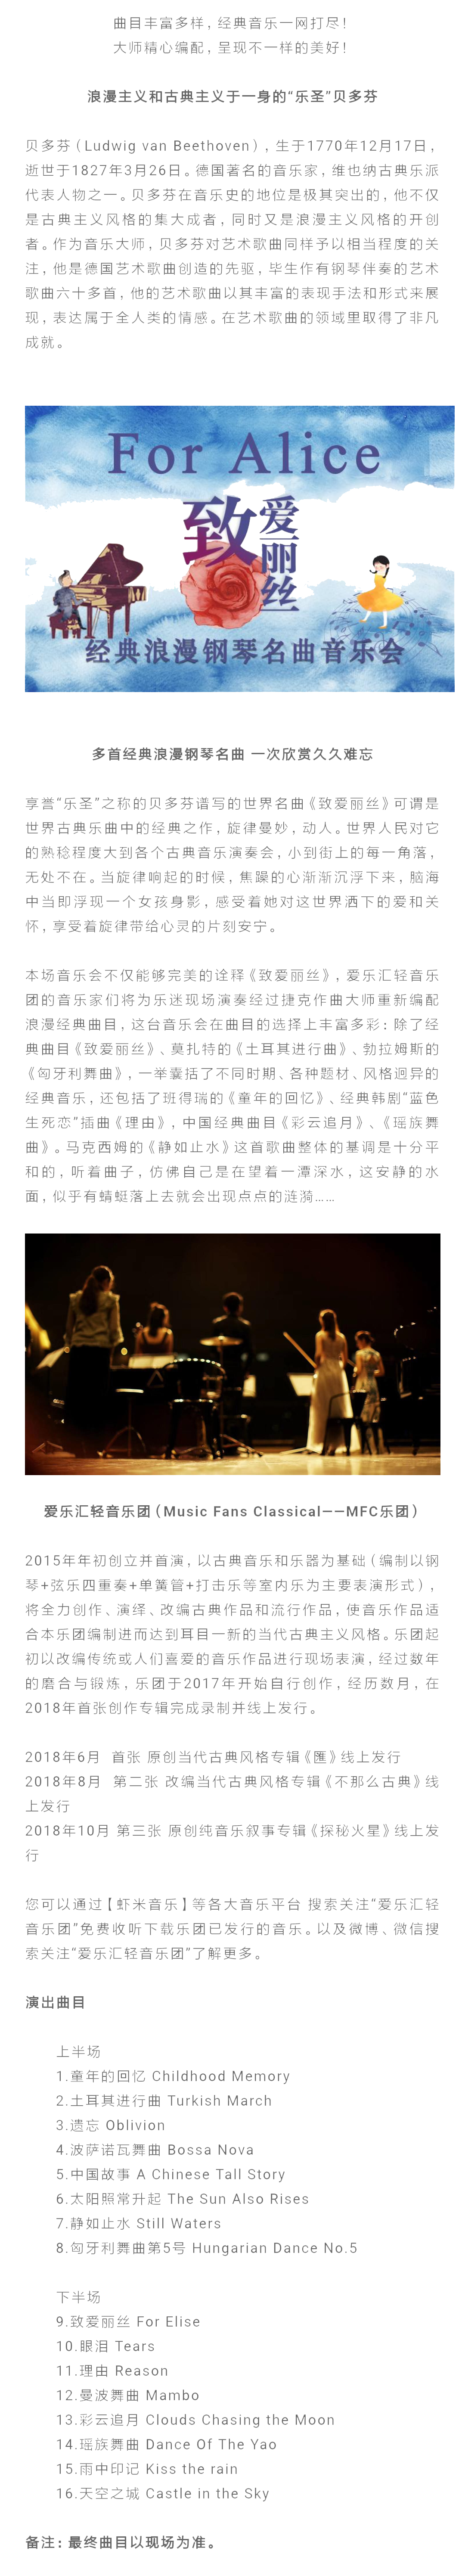 曲目丰富多样，经典音乐一网打尽！
大师精心编配，呈现不一样的美好！
浪漫主义和古典主义于一身的“乐圣”贝多芬
贝多芬（Ludwig van Beethoven），生于1770年12月17日，
逝世于1827年3月26日。德国著名的音乐家，维也纳古典乐派
代表人物之一。贝多芬在音乐史的地位是极其突出的，他不仅
是古典主义风格的集大成者，同时又是浪漫主义风格的开创
者。作为音乐大师，贝多芬对艺术歌曲同样予以相当程度的关
注，他是德国艺术歌曲创造的先驱，毕生作有钢琴伴奏的艺术
歌曲六十多首，他的艺术歌曲以其丰富的表现手法和形式来展
现，表达属于全人类的情感。在艺术歌曲的领域里取得了非凡
成就。
For Alice
致爱丽丝
经典浪漫钢琴名曲音乐会
多首经典浪漫钢琴名曲 一次欣赏久久难忘
享誉“乐圣”之称的贝多芬谱写的世界名曲《致爱丽丝》可谓是
世界古典乐曲中的经典之作，旋律曼妙，动人。世界人民对它
的熟稔程度大到各个古典音乐演奏会，小到街上的每一角落，
无处不在。当旋律响起的时候，焦躁的心渐渐沉浮下来，脑海
中当即浮现一个女孩身影，感受着她对这世界洒下的爱和关
怀，享受着旋律带给心灵的片刻安宁。
本场音乐会不仅能够完美的诠释《致爱丽丝》，爱乐汇轻音乐
团的音乐家们将为乐迷现场演奏经过捷克作曲大师重新编配
浪漫经典曲目，这台音乐会在曲目的选择上丰富多彩：除了经
典曲目《致爱丽丝》、莫扎特的《土耳其进行曲》、勃拉姆斯的
《匈牙利舞曲》，一举囊括了不同时期、各种题材、风格迥异的
经典音乐，还包括了班得瑞的《童年的回忆》、经典韩剧“蓝色
生死恋”插曲《理由》，中国经典曲目《彩云追月》、《瑶族舞
曲》。马克西姆的《静如止水》这首歌曲整体的基调是十分平
和的，听着曲子，仿佛自己是在望着一潭深水，这安静的水
面，似乎有蜻蜓落上去就会出现点点的涟漪……
爱乐汇轻音乐团（Music Fans Classical——MFC乐团）
2015年年初创立并首演，以古典音乐和乐器为基础（编制以钢
琴+弦乐四重奏+单簧管+打击乐等室内乐为主要表演形式），
将全力创作、演绎、改编古典作品和流行作品，使音乐作品适
合本乐团编制进而达到耳目一新的当代古典主义风格。乐团起
初以改编传统或人们喜爱的音乐作品进行现场表演，经过数年
的磨合与锻炼，乐团于2017年开始自行创作，经历数月，在
2018年首张创作专辑完成录制并线上发行。
2018年6月 首张 原创当代古典风格专辑《匯》线上发行
2018年8月 第二张 改编当代古典风格专辑《不那么古典》线
上发行
2018年10月 第三张 原创纯音乐叙事专辑《探秘火星》线上发
行
您可以通过【虾米音乐】等各大音乐平台 搜索关注“爱乐汇轻
音乐团”免费收听下载乐团已发行的音乐。以及微博、微信搜
索关注“爱乐汇轻音乐团”了解更多。
演出曲目
上半场
1.童年的回忆 Childhood Memory
2.土耳其进行曲 Turkish March
3.遗忘 Oblivion
4.波萨诺瓦舞曲 Bossa Nova
5.中国故事 A Chinese Tall Story
6.太阳照常升起 The Sun Also Rises
7.静如止水 Still Waters
8.匈牙利舞曲第5号 Hungarian Dance No.5
下半场
9.致爱丽丝 For Elise
10.眼泪 Tears
11.理由 Reason
12.曼波舞曲 Mambo
13.彩云追月 Clouds Chasing the Moon
14.瑶族舞曲 Dance Of The Yao
15.雨中印记 Kiss the rain
16.天空之城 Castle in the Sky
备注：最终曲目以现场为准。